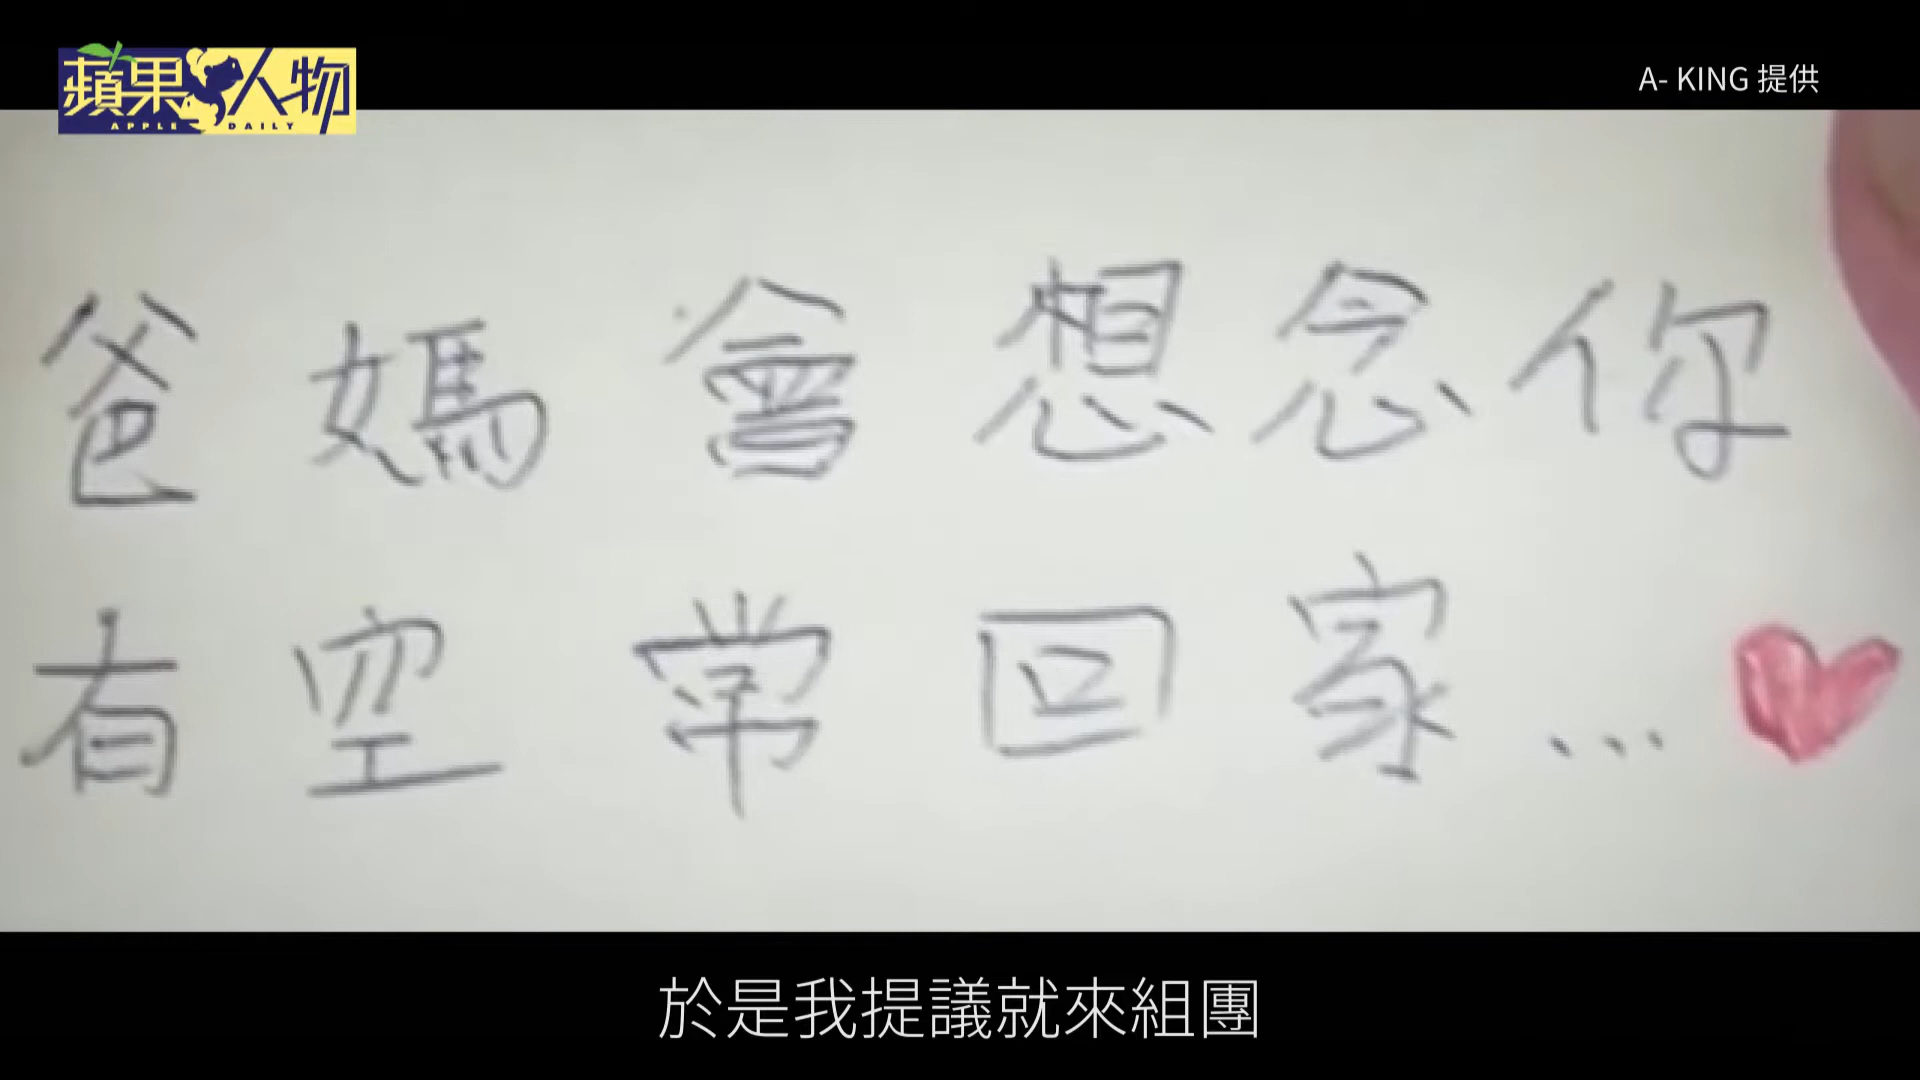 蘋果人物
APPLE DAILY
A- KING 提供
爸媽會想念你
有空常回家...
於是我提議就來組團